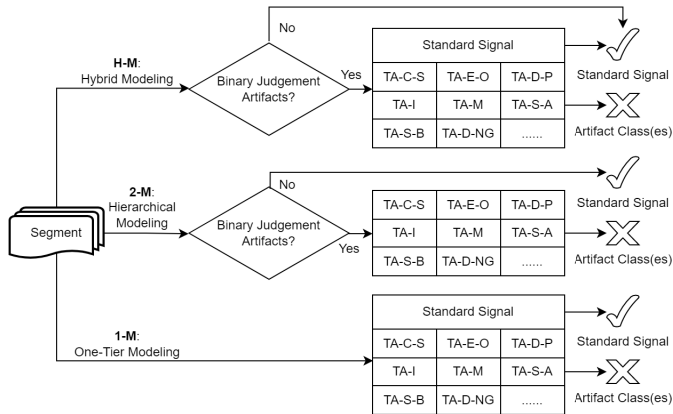 No
H-M:
Hybrid Modeling
Binary Judgement
Artifacts?
Yes
Standard Signal
TA-C-S TA-E-O TA-D-P
TA-I TA-M TA-S-A
TA-S-B TA-D-NG ......
Standard Signal
Artifact Class(es)
2-M:
Hierarchical
Modeling
No
Binary Judgement
Artifacts?
Yes
TA-C-S TA-E-O TA-D-P
TA-I TA-M TA-S-A
TA-S-B TA-D-NG ......
Standard Signal
Artifact Class(es)
Segment
1-M:
One-Tier Modeling
Standard Signal
TA-C-S TA-E-O TA-D-P
TA-I TA-M TA-S-A
TA-S-B TA-D-NG ......
Standard Signal
Artifact Class(es)